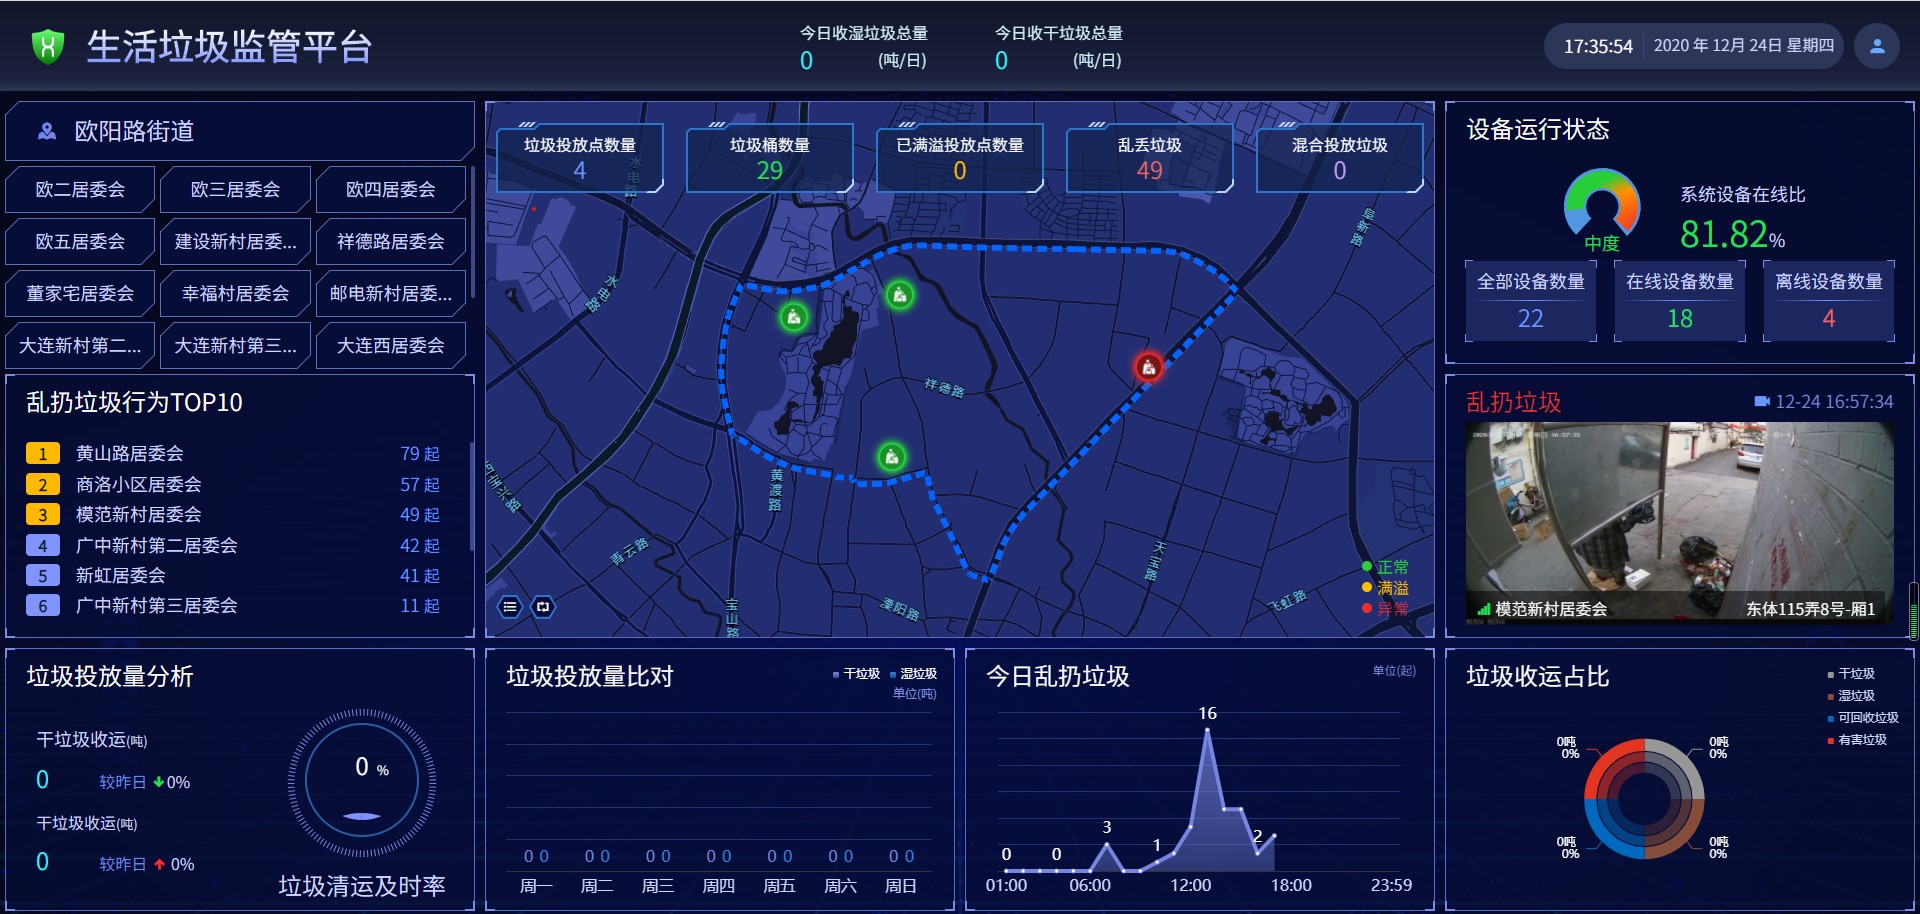 生活垃圾监管平台
今日收湿垃圾总量
0 (吨/日)
今日收干垃圾总量
0 (吨/日)
17:35:54
2020 年 12月 24日 星期四
欧阳路街道
欧二居委会
欧三居委会
欧四居委会
欧五居委会
建设新村居委...
祥德路居委会
董家宅居委会
幸福村居委会
邮电新村居委...
大连新村第二...
大连新村第三...
大连西居委会
乱扔垃圾行为TOP10
1 黄山路居委会 79 起
2 商洛小区居委会 57 起
3 模范新村居委会 49 起
4 广中新村第二居委会 42 起
5 新虹居委会 41 起
6 广中新村第三居委会 11 起
垃圾投放点数量
4
垃圾桶数量
29
已满溢投放点数量
0
乱丢垃圾
49
混合投放垃圾
0
水电路
水电路
祥德路
黄渡路
青云路
宝山路
溧阳路
天宝路
飞虹路
正常
满溢
异常
设备运行状态
中度
系统设备在线比
81.82%
全部设备数量
22
在线设备数量
18
离线设备数量
4
乱扔垃圾
12-24 16:57:34
模范新村居委会
东体115弄8号-厢1
垃圾投放量分析
干垃圾收运(吨)
0 较昨日 0%
干垃圾收运(吨)
0 较昨日 0%
0 %
垃圾清运及时率
垃圾投放量比对
干垃圾 湿垃圾
单位(吨)
0 0 0 0 0 0 0 0 0 0 0 0 0 0
周一 周二 周三 周四 周五 周六 周日
今日乱扔垃圾
单位(起)
16
3
2
1
0 0
01:00 06:00 12:00 18:00 23:59
垃圾收运占比
干垃圾
湿垃圾
可回收垃圾
有害垃圾
0吨
0%
0吨
0%
0吨
0%
0吨
0%